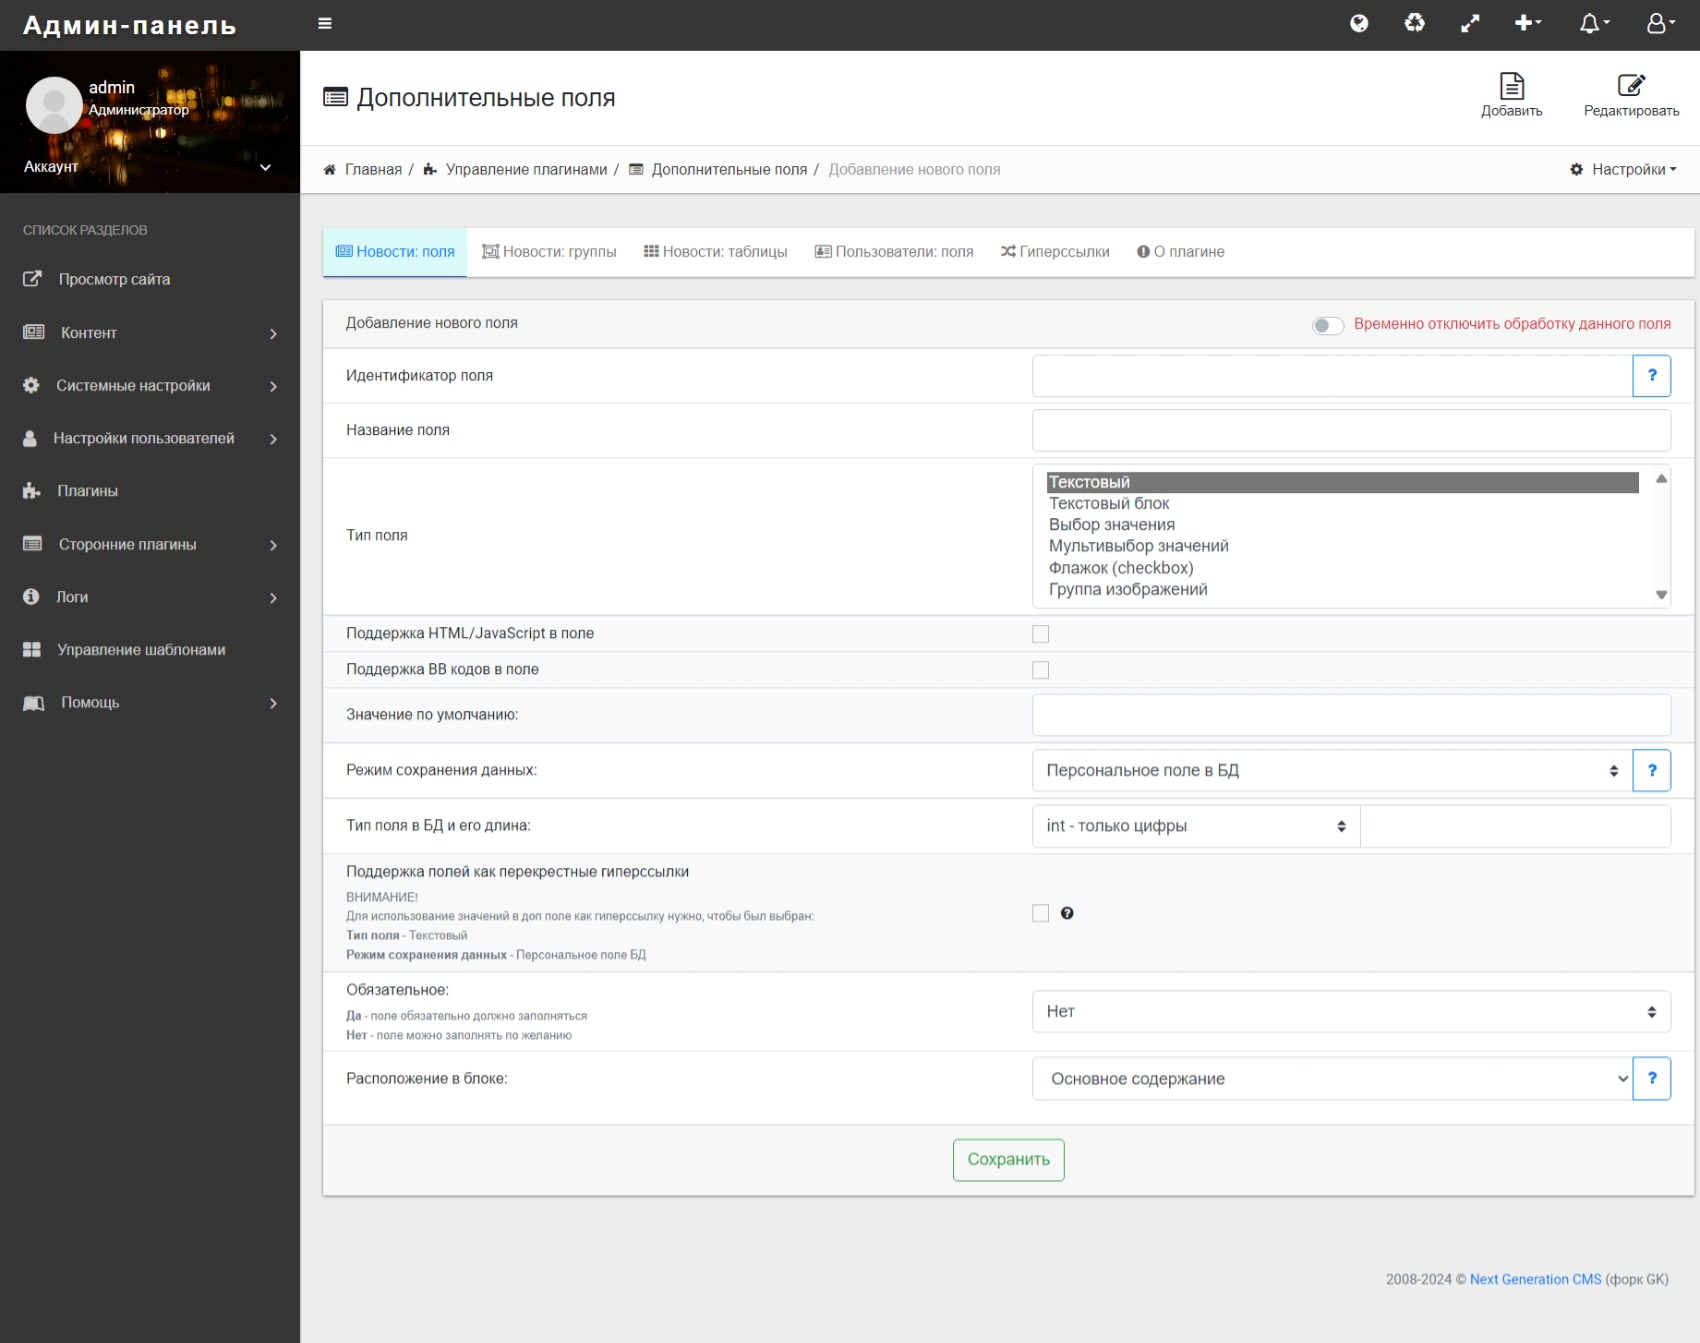 Админ-панель
admin
Администратор
Аккаунт
СПИСОК РАЗДЕЛОВ
Просмотр сайта
Контент
Системные настройки
Настройки пользователей
Плагины
Сторонние плагины
Логи
Управление шаблонами
Помощь
Дополнительные поля
Добавить
Редактировать
Главная / Управление плагинами / Дополнительные поля / Добавление нового поля
Настройки
Новости: поля
Новости: группы
Новости: таблицы
Пользователи: поля
Гиперссылки
О плагине
Добавление нового поля
Временно отключить обработку данного поля
Идентификатор поля
?
Название поля
Тип поля
Текстовый
Текстовый блок
Выбор значения
Мультивыбор значений
Флажок (checkbox)
Группа изображений
Поддержка HTML/JavaScript в поле
Поддержка BB кодов в поле
Значение по умолчанию:
Режим сохранения данных:
Персональное поле в БД
?
Тип поля в БД и его длина:
int - только цифры
Поддержка полей как перекрестные гиперссылки
ВНИМАНИЕ!
Для использование значений в доп поле как гиперссылку нужно, чтобы был выбран:
Тип поля - Текстовый
Режим сохранения данных - Персональное поле БД
Обязательное:
Да - поле обязательно должно заполняться
Нет - поле можно заполнять по желанию
Нет
Расположение в блоке:
Основное содержание
?
Сохранить
2008-2024 © Next Generation CMS (форк GK)